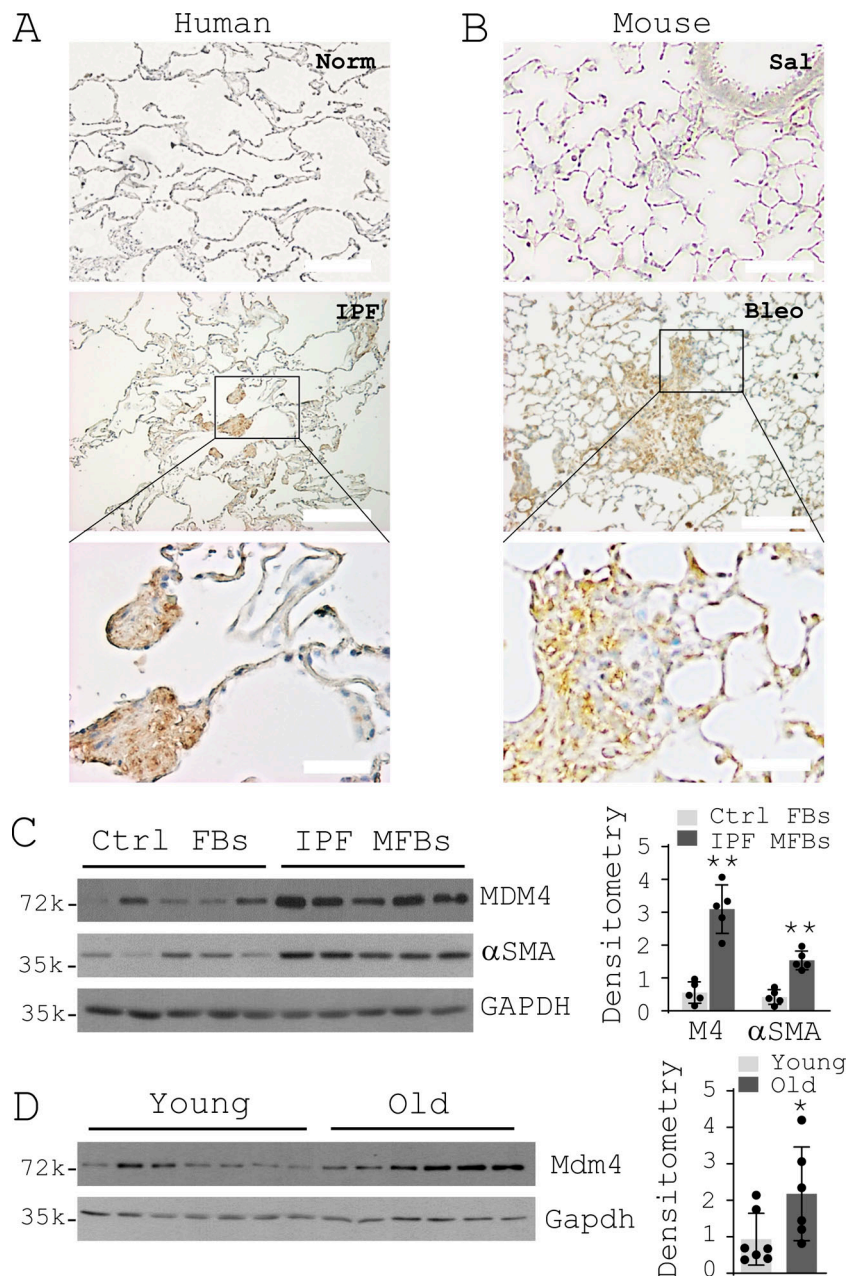 A
Human
Norm
IPF
B
Mouse
Sal
Bleo
C
Ctrl FBs
IPF MFBs
72k-
MDM4
35k-
αSMA
35k-
GAPDH
Ctrl FBs
IPF MFBs
Densitometry
5
4
3
2
1
0
**
**
M4
αSMA
D
Young
Old
72k-
Mdm4
35k-
Gapdh
Young
Old
Densitometry
5
4
3
2
1
0
*